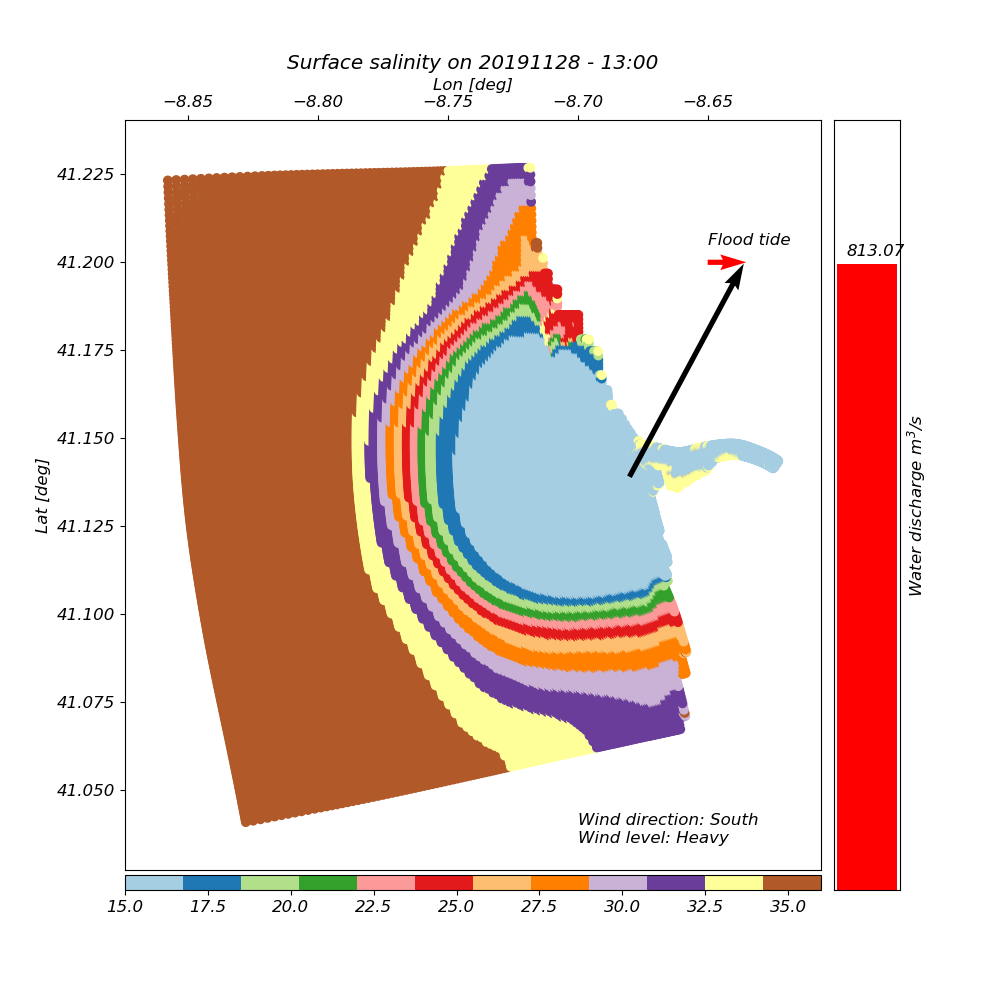 Surface salinity on 20191128 - 13:00
Lon [deg]
−8.85 −8.80 −8.75 −8.70 −8.65
41.225
41.200
41.175
41.150
41.125
41.100
41.075
41.050
Lat [deg]
Flood tide
813.07
Water discharge m³/s
Wind direction: South
Wind level: Heavy
15.0 17.5 20.0 22.5 25.0 27.5 30.0 32.5 35.0